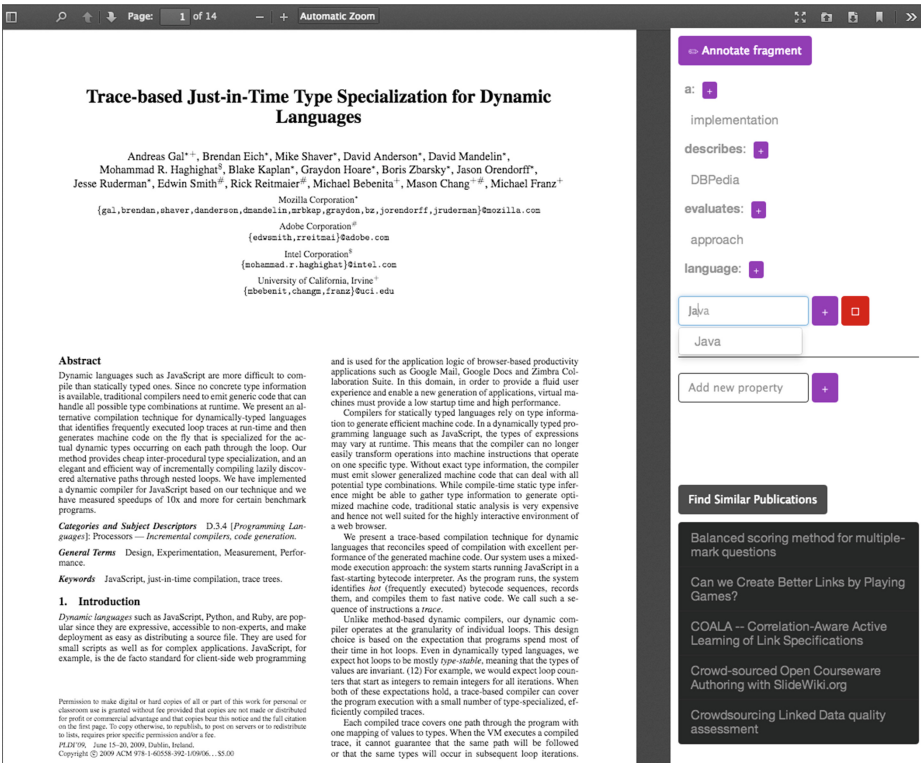 Page: 1 of 14 − + Automatic Zoom
Trace-based Just-in-Time Type Specialization for Dynamic
Languages
Andreas Gal*+, Brendan Eich*, Mike Shaver*, David Anderson*, David Mandelin*,
Mohammad R. Haghighat$, Blake Kaplan*, Graydon Hoare*, Boris Zbarsky*, Jason Orendorff*,
Jesse Ruderman*, Edwin Smith#, Rick Reitmaier#, Michael Bebenita+, Mason Chang+#, Michael Franz+
Mozilla Corporation*
{gal,brendan,shaver,danderson,dmandelin,mrbkap,graydon,bz,jorendorff,jruderman}@mozilla.com
Adobe Corporation#
{edwsmith,rreitmai}@adobe.com
Intel Corporation$
{mohammad.r.haghighat}@intel.com
University of California, Irvine+
{mbebenit,changm,franz}@uci.edu
Abstract
Dynamic languages such as JavaScript are more difficult to com-
pile than statically typed ones. Since no concrete type information
is available, traditional compilers need to emit generic code that can
handle all possible type combinations at runtime. We present an al-
ternative compilation technique for dynamically-typed languages
that identifies frequently executed loop traces at run-time and then
generates machine code on the fly that is specialized for the ac-
tual dynamic types occurring on each path through the loop. Our
method provides cheap inter-procedural type specialization, and an
elegant and efficient way of incrementally compiling lazily discov-
ered alternative paths through nested loops. We have implemented
a dynamic compiler for JavaScript based on our technique and we
have measured speedups of 10x and more for certain benchmark
programs.
Categories and Subject Descriptors D.3.4 [Programming Lan-
guages]: Processors — Incremental compilers, code generation.
General Terms Design, Experimentation, Measurement, Perfor-
mance.
Keywords JavaScript, just-in-time compilation, trace trees.
1. Introduction
Dynamic languages such as JavaScript, Python, and Ruby, are pop-
ular since they are expressive, accessible to non-experts, and make
deployment as easy as distributing a source file. They are used for
small scripts as well as for complex applications. JavaScript, for
example, is the de facto standard for client-side web programming
Permission to make digital or hard copies of all or part of this work for personal or
classroom use is granted without fee provided that copies are not made or distributed
for profit or commercial advantage and that copies bear this notice and the full citation
on the first page. To copy otherwise, to republish, to post on servers or to redistribute
to lists, requires prior specific permission and/or a fee.
PLDI'09, June 15–20, 2009, Dublin, Ireland.
Copyright © 2009 ACM 978-1-60558-392-1/09/06...$5.00
and is used for the application logic of browser-based productivity
applications such as Google Mail, Google Docs and Zimbra Col-
laboration Suite. In this domain, in order to provide a fluid user
experience and enable a new generation of applications, virtual ma-
chines must provide a low startup time and high performance.
Compilers for statically typed languages rely on type informa-
tion to generate efficient machine code. In a dynamically typed pro-
gramming language such as JavaScript, the types of expressions
may vary at runtime. This means that the compiler can no longer
easily transform operations into machine instructions that operate
on one specific type. Without exact type information, the compiler
must emit slower generalized machine code that can deal with all
potential type combinations. While compile-time static type infer-
ence might be able to gather type information to generate opti-
mized machine code, traditional static analysis is very expensive
and hence not well suited for the highly interactive environment of
a web browser.
We present a trace-based compilation technique for dynamic
languages that reconciles speed of compilation with excellent per-
formance of the generated machine code. Our system uses a mixed-
mode execution approach: the system starts running JavaScript in a
fast-starting bytecode interpreter. As the program runs, the system
identifies hot (frequently executed) bytecode sequences, records
them, and compiles them to fast native code. We call such a se-
quence of instructions a trace.
Unlike method-based dynamic compilers, our dynamic com-
piler operates at the granularity of individual loops. This design
choice is based on the expectation that programs spend most of
their time in hot loops. Even in dynamically typed languages, we
expect hot loops to be mostly type-stable, meaning that the types of
values are invariant. (12) For example, we would expect loop coun-
ters that start as integers to remain integers for all iterations. When
both of these expectations hold, a trace-based compiler can cover
the program execution with a small number of type-specialized, ef-
ficiently compiled traces.
Each compiled trace covers one path through the program with
one mapping of values to types. When the VM executes a compiled
trace, it cannot guarantee that the same path will be followed
or that the same types will occur in subsequent loop iterations.
Annotate fragment
a: +
implementation
describes: +
DBPedia
evaluates: +
approach
language: +
Java +
Java
Add new property +
Find Similar Publications
Balanced scoring method for multiple-
mark questions
Can we Create Better Links by Playing
Games?
COALA -- Correlation-Aware Active
Learning of Link Specifications
Crowd-sourced Open Courseware
Authoring with SlideWiki.org
Crowdsourcing Linked Data quality
assessment